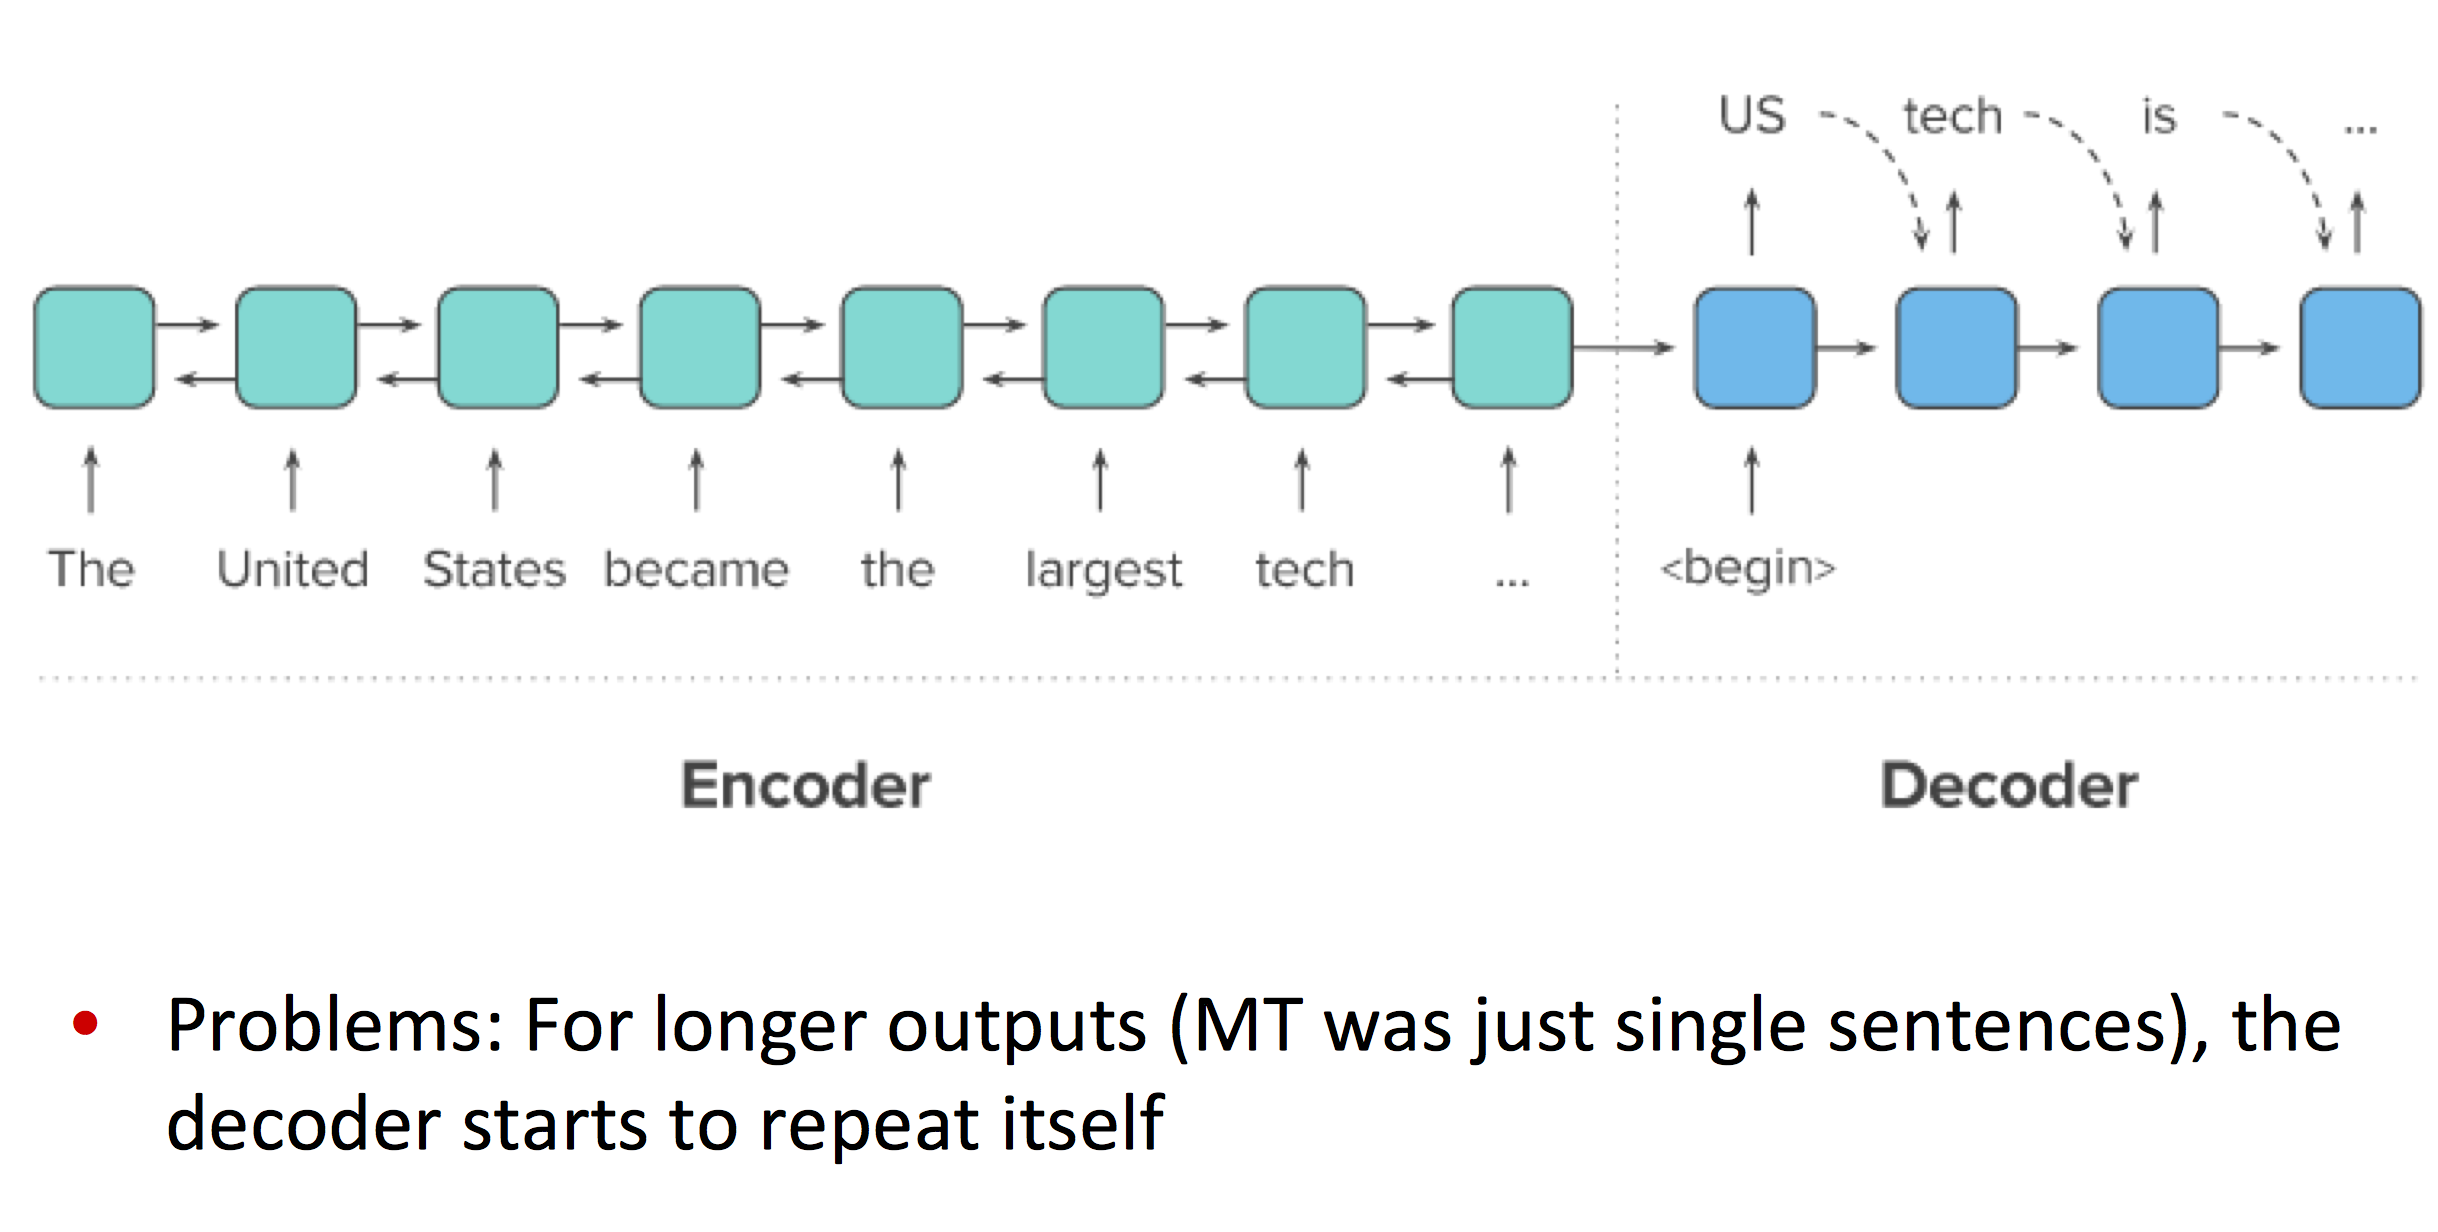 US tech is ...
The United States became the largest tech ... <begin>
Encoder Decoder
• Problems: For longer outputs (MT was just single sentences), the
decoder starts to repeat itself